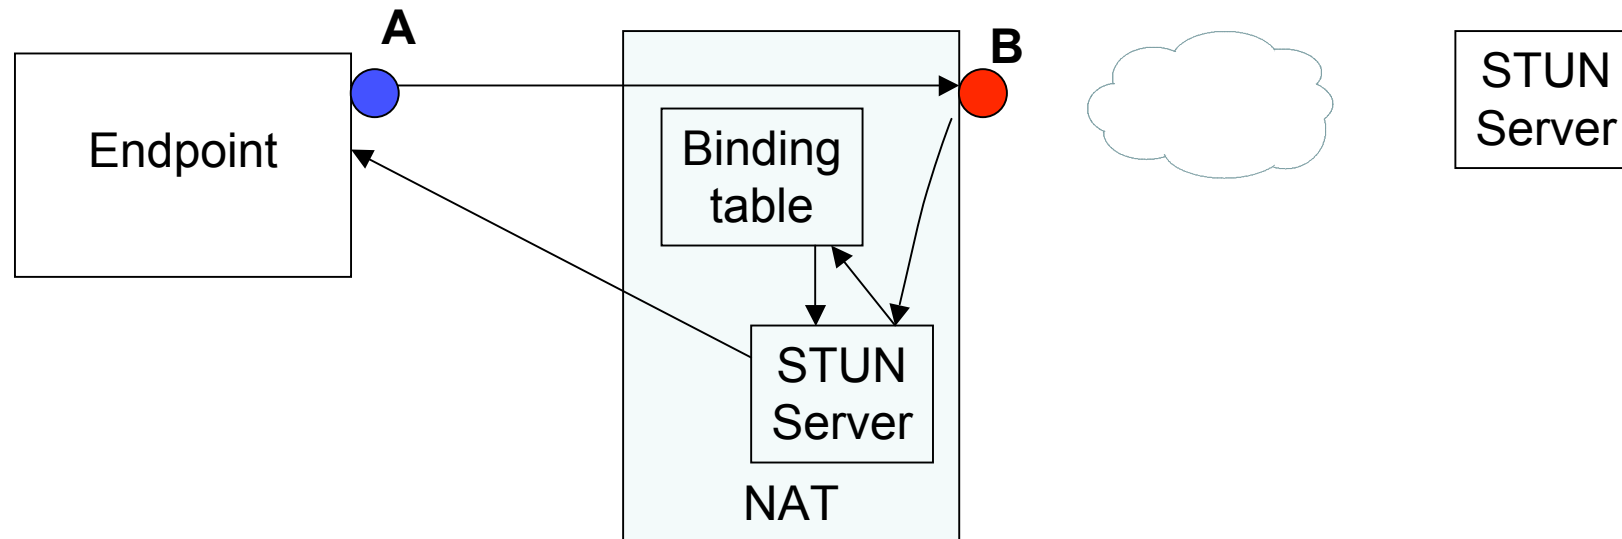 A
B
Endpoint
Binding
table
STUN
Server
NAT
STUN
Server